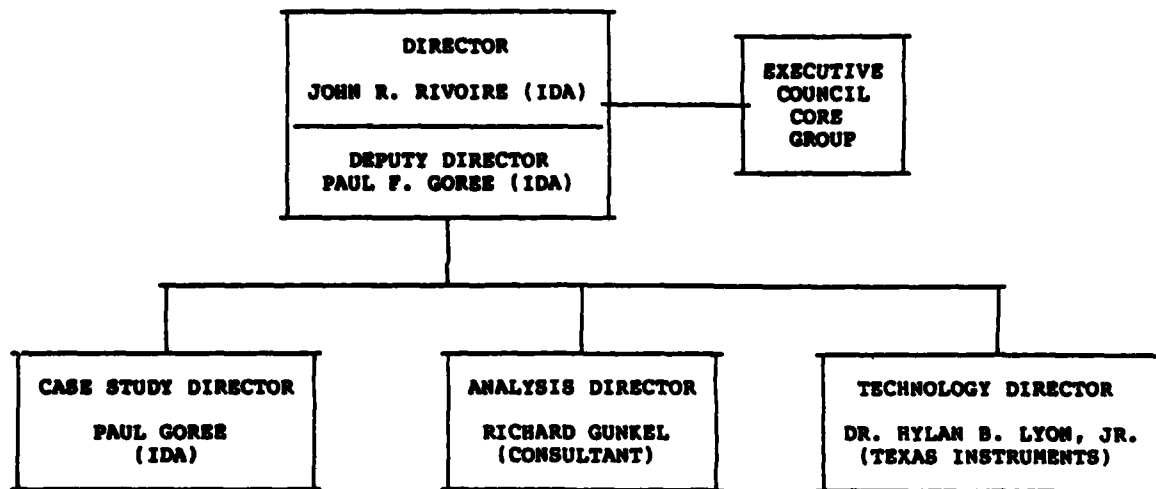 DIRECTOR
JOHN R. RIVOIRE (IDA)
DEPUTY DIRECTOR
PAUL F. GOREE (IDA)
EXECUTIVE
COUNCIL
CORE
GROUP
CASE STUDY DIRECTOR
PAUL GOREE
(IDA)
ANALYSIS DIRECTOR
RICHARD GUNKEL
(CONSULTANT)
TECHNOLOGY DIRECTOR
DR. HYLAN B. LYON, JR.
(TEXAS INSTRUMENTS)